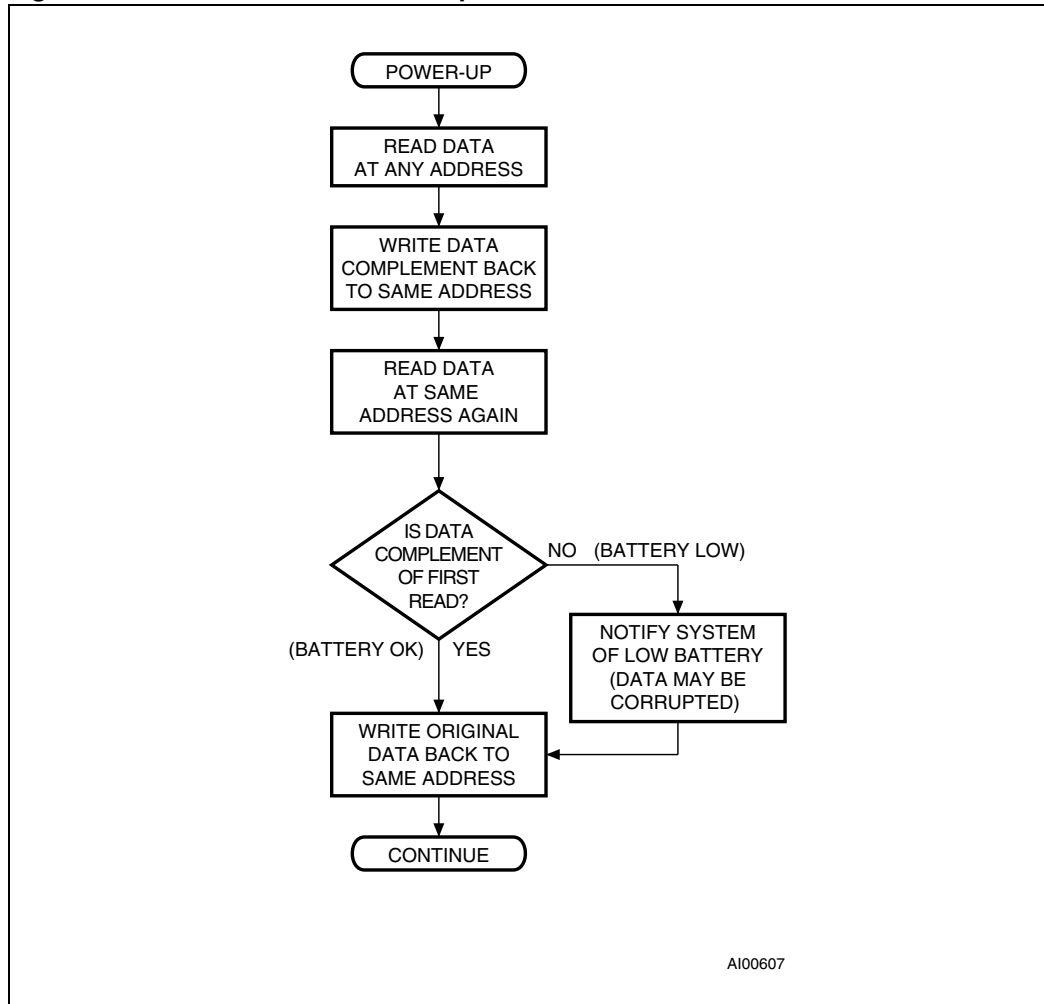 POWER-UP
READ DATA
AT ANY ADDRESS
WRITE DATA
COMPLEMENT BACK
TO SAME ADDRESS
READ DATA
AT SAME
ADDRESS AGAIN
IS DATA
COMPLEMENT
OF FIRST
READ?
NO (BATTERY LOW)
NOTIFY SYSTEM
OF LOW BATTERY
(DATA MAY BE
CORRUPTED)
(BATTERY OK) YES
WRITE ORIGINAL
DATA BACK TO
SAME ADDRESS
CONTINUE
AI00607